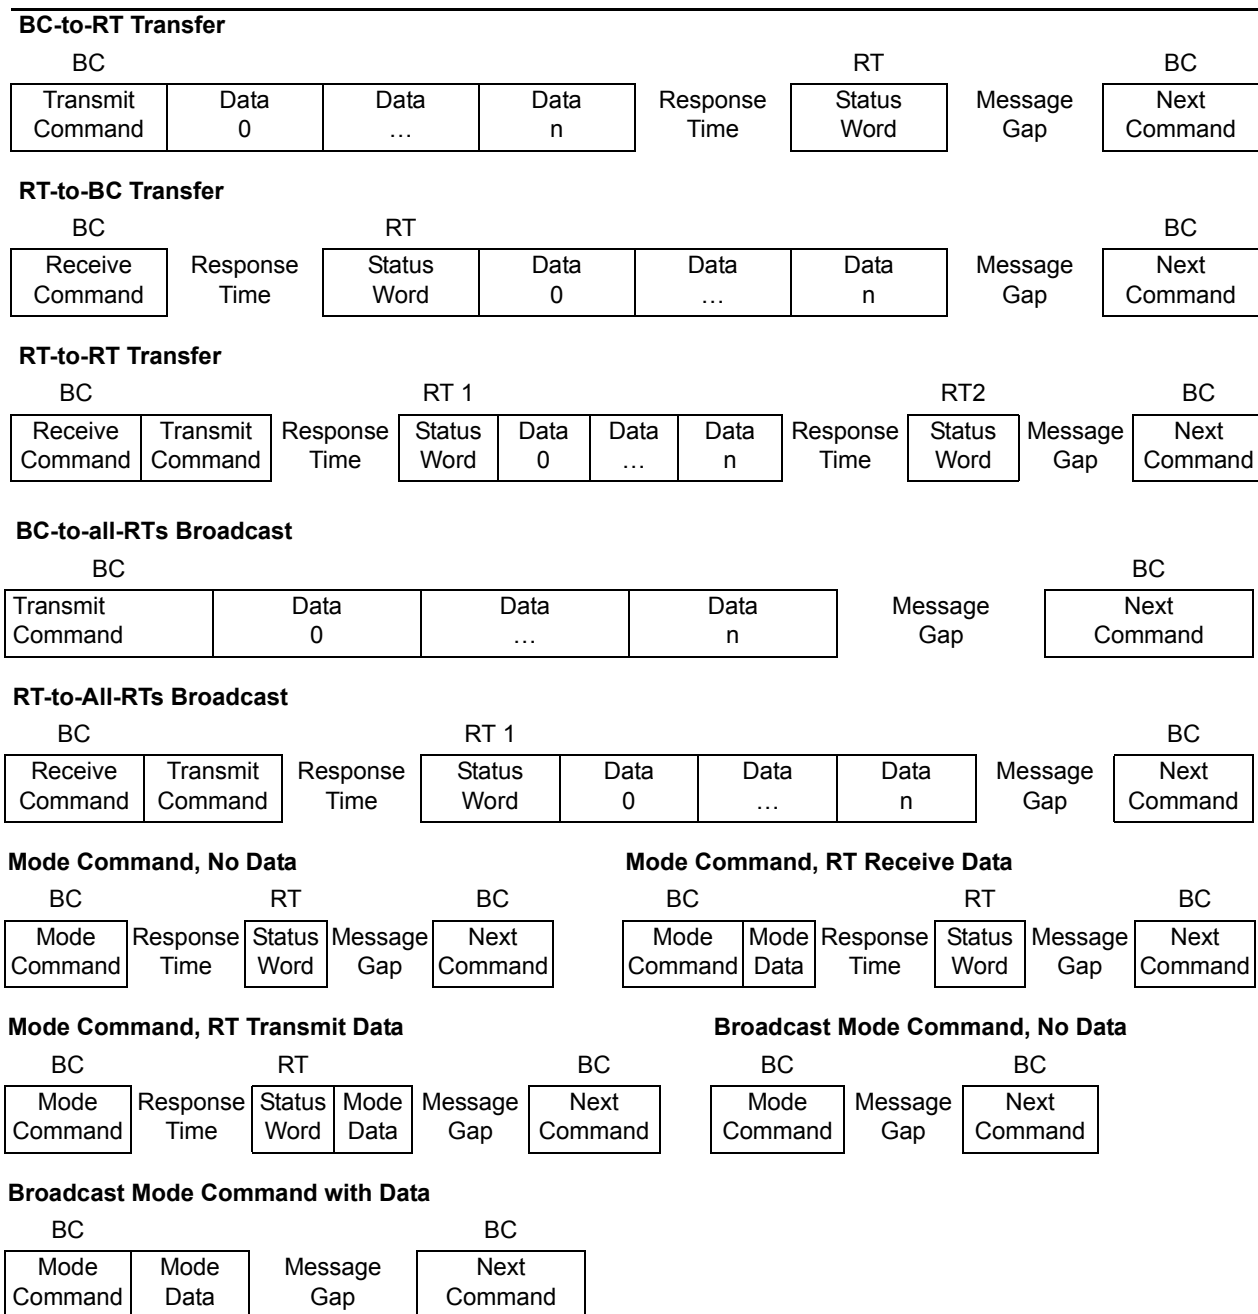 BC-to-RT Transfer
BC RT BC
Transmit Data Data Data Response Status Message Next
Command 0 … n Time Word Gap Command
RT-to-BC Transfer
BC RT BC
Receive Response Status Data Data Data Message Next
Command Time Word 0 … n Gap Command
RT-to-RT Transfer
BC RT 1 RT2 BC
Receive Transmit Response Status Data Data Data Response Status Message Next
Command Command Time Word 0 … n Time Word Gap Command
BC-to-all-RTs Broadcast
BC BC
Transmit Data Data Data Message Next
Command 0 … n Gap Command
RT-to-All-RTs Broadcast
BC RT 1 BC
Receive Transmit Response Status Data Data Data Message Next
Command Command Time Word 0 … n Gap Command
Mode Command, No Data Mode Command, RT Receive Data
BC RT BC BC RT BC
Mode Response Status Message Next Mode Mode Response Status Message Next
Command Time Word Gap Command Command Data Time Word Gap Command
Mode Command, RT Transmit Data Broadcast Mode Command, No Data
BC RT BC BC BC
Mode Response Status Mode Message Next Mode Message Next
Command Time Word Data Gap Command Command Gap Command
Broadcast Mode Command with Data
BC BC
Mode Mode Message Next
Command Data Gap Command